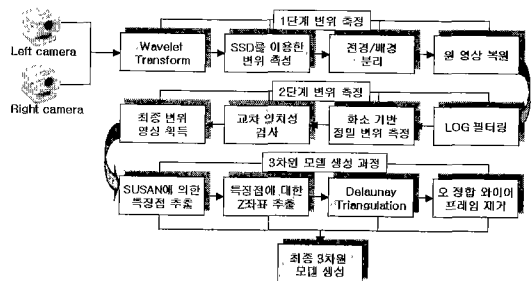 1단계 변위 측정
Left camera
Right camera
Wavelet
Transform
SSD를 이용한
변위 측정
전경/배경
분리
원 영상 복원
2단계 변위 측정
최종 변위
영상 획득
교차 일치성
검사
화소 기반
정밀 변위 측정
LOG 필터링
3차원 모델 생성 과정
SUSAN에 의한
특징점 추출
특징점에 대한
Z좌표 추출
Delaunay
Triangulation
오정합 와이어
프레임 제거
최종 3차원
모델 생성